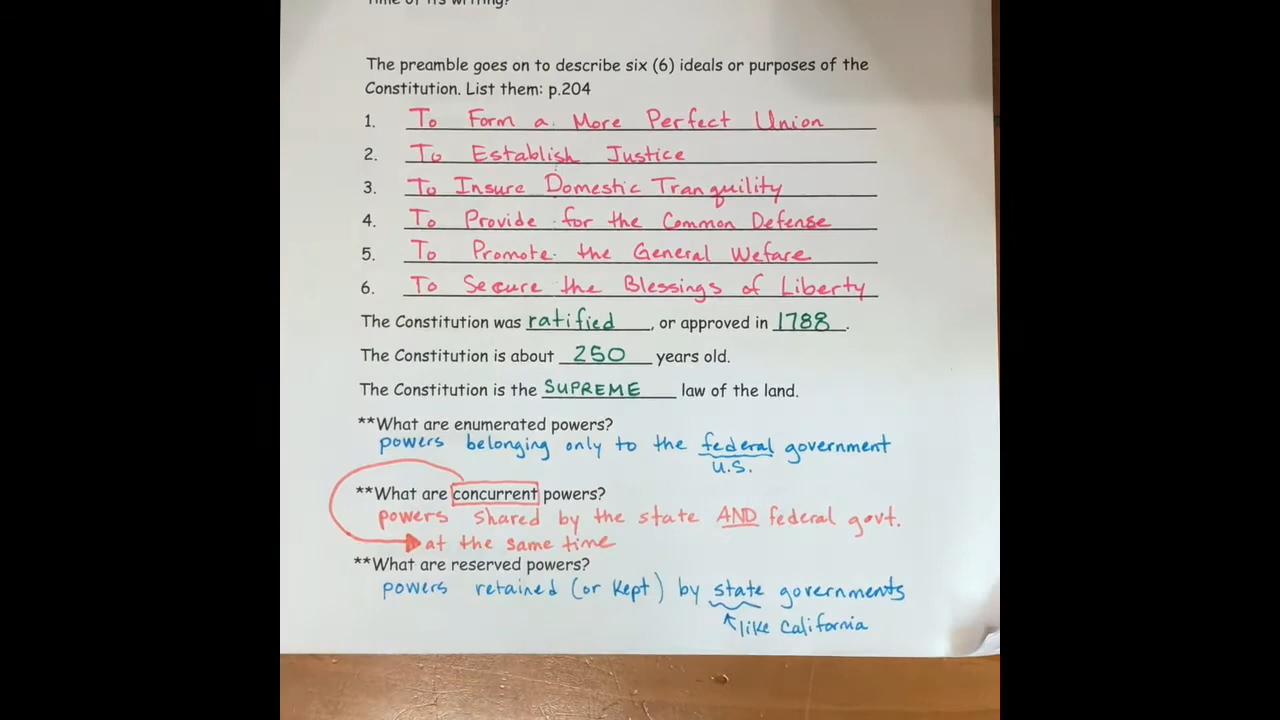 Time of its writing?
The preamble goes on to describe six (6) ideals or purposes of the
Constitution. List them: p.204
1. To Form a More Perfect Union
2. To Establish Justice
3. To Insure Domestic Tranquility
4. To Provide for the Common Defense
5. To Promote the General Wefare
6. To Secure the Blessings of Liberty
The Constitution was ratified, or approved in 1788.
The Constitution is about 250 years old.
The Constitution is the SUPREME law of the land.
**What are enumerated powers?
powers belonging only to the federal government
U.S.
**What are concurrent powers?
powers shared by the state AND federal govt.
at the same time
**What are reserved powers?
powers retained (or kept) by state governments
like California